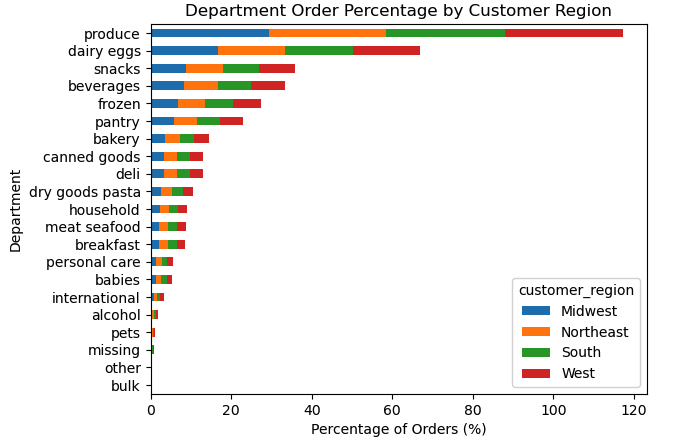 Department Order Percentage by Customer Region
produce
dairy eggs
snacks
beverages
frozen
pantry
bakery
canned goods
deli
dry goods pasta
household
meat seafood
breakfast
personal care
babies
international
alcohol
pets
missing
other
bulk
Department
customer_region
Midwest
Northeast
South
West
0 20 40 60 80 100 120
Percentage of Orders (%)